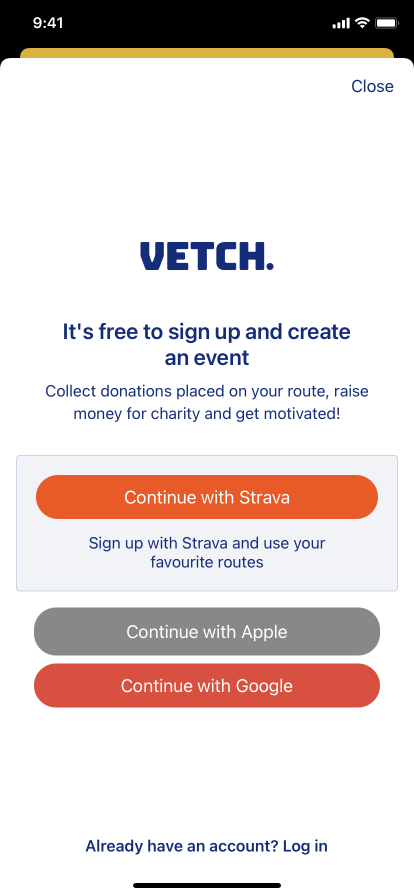 9:41
Close
VETCH.
It's free to sign up and create
an event
Collect donations placed on your route, raise
money for charity and get motivated!
Continue with Strava
Sign up with Strava and use your
favourite routes
Continue with Apple
Continue with Google
Already have an account? Log in